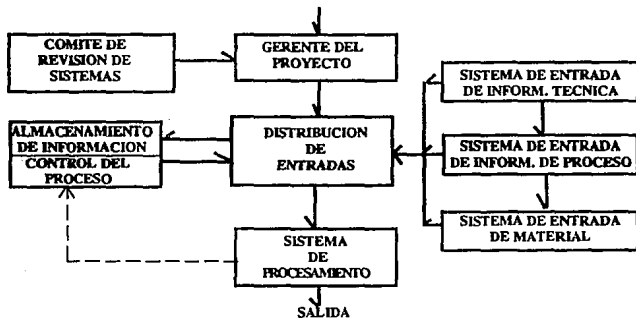 COMITE DE
REVISION DE
SISTEMAS
GERENTE DEL
PROYECTO
SISTEMA DE ENTRADA
DE INFORM. TECNICA
ALMACENAMIENTO
DE INFORMACION
CONTROL DEL
PROCESO
DISTRIBUCION
DE
ENTRADAS
SISTEMA DE ENTRADA
DE INFORM. DE PROCESO
SISTEMA DE ENTRADA
DE MATERIAL
SISTEMA
DE
PROCESAMIENTO
SALIDA